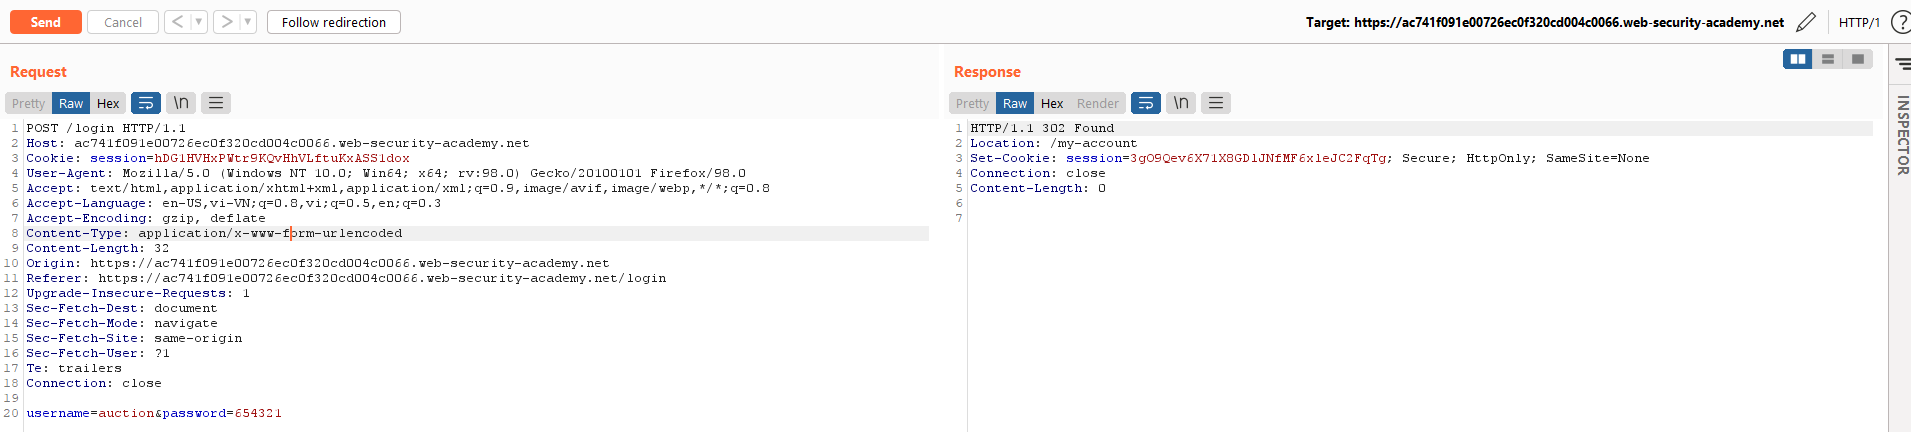 Send Cancel < > Follow redirection Target: https://ac741f091e00726ec0f320cd004c0066.web-security-academy.net HTTP/1 ?
Request
Pretty Raw Hex \n
1 POST /login HTTP/1.1
2 Host: ac741f091e00726ec0f320cd004c0066.web-security-academy.net
3 Cookie: session=hDG1HVHxPWtr9KQvHhVLftuKxASS1dox
4 User-Agent: Mozilla/5.0 (Windows NT 10.0; Win64; x64; rv:98.0) Gecko/20100101 Firefox/98.0
5 Accept: text/html,application/xhtml+xml,application/xml;q=0.9,image/avif,image/webp,*/*;q=0.8
6 Accept-Language: en-US,vi-VN;q=0.8,vi;q=0.5,en;q=0.3
7 Accept-Encoding: gzip, deflate
8 Content-Type: application/x-www-form-urlencoded
9 Content-Length: 32
10 Origin: https://ac741f091e00726ec0f320cd004c0066.web-security-academy.net
11 Referer: https://ac741f091e00726ec0f320cd004c0066.web-security-academy.net/login
12 Upgrade-Insecure-Requests: 1
13 Sec-Fetch-Dest: document
14 Sec-Fetch-Mode: navigate
15 Sec-Fetch-Site: same-origin
16 Sec-Fetch-User: ?1
17 Te: trailers
18 Connection: close
19
20 username=auction&password=654321
Response
Pretty Raw Hex Render \n
1 HTTP/1.1 302 Found
2 Location: /my-account
3 Set-Cookie: session=3gO9Qev6X71X8GDlJNfMF6xleJC2FqTg; Secure; HttpOnly; SameSite=None
4 Connection: close
5 Content-Length: 0
6
7
INSPECTOR